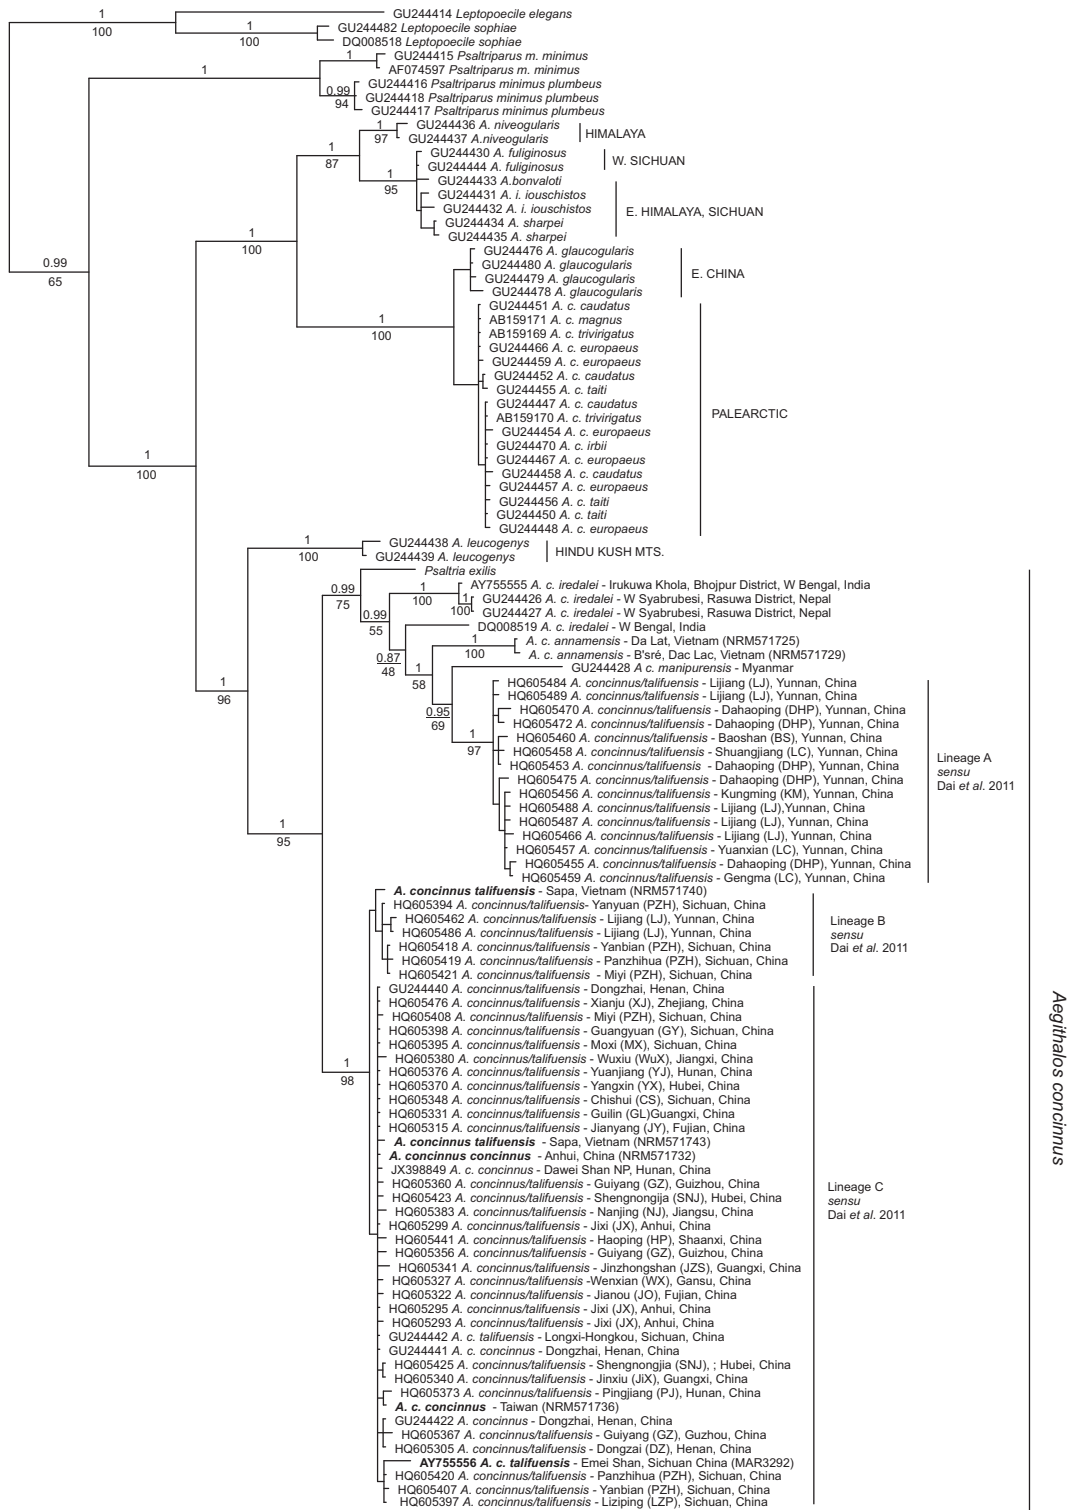 GU244414 Leptopoecile elegans
1
100
GU244482 Leptopoecile sophiae
1
100
DQ008518 Leptopoecile sophiae
GU244415 Psaltriparus m. minimus
1
AF074597 Psaltriparus m. minimus
1
GU244416 Psaltriparus minimus plumbeus
0.99
94
GU244418 Psaltriparus minimus plumbeus
GU244417 Psaltriparus minimus plumbeus
GU244436 A. niveogularis
1
97
GU244437 A.niveogularis
HIMALAYA
1
87
GU244430 A. fuliginosus
GU244444 A. fuliginosus
W. SICHUAN
1
95
GU244433 A.bonvaloti
GU244431 A. i. iouschistos
GU244432 A. i. iouschistos
GU244434 A. sharpei
GU244435 A. sharpei
E. HIMALAYA, SICHUAN
1
100
GU244476 A. glaucogularis
GU244480 A. glaucogularis
GU244479 A. glaucogularis
GU244478 A. glaucogularis
E. CHINA
0.99
65
1
100
GU244451 A. c. caudatus
AB159171 A. c. magnus
AB159169 A. c. trivirigatus
GU244466 A. c. europaeus
GU244459 A. c. europaeus
GU244452 A. c. caudatus
GU244455 A. c. taiti
GU244447 A. c. caudatus
AB159170 A. c. trivirigatus
GU244454 A. c. europaeus
GU244470 A. c. irbii
GU244467 A. c. europaeus
GU244458 A. c. caudatus
GU244457 A. c. europaeus
GU244456 A. c. taiti
GU244450 A. c. taiti
GU244448 A. c. europaeus
PALEARCTIC
1
100
GU244438 A. leucogenys
1
100
GU244439 A. leucogenys
HINDU KUSH MTS.
Psaltria exilis
0.99
75
AY755555 A. c. iredalei - Irukuwa Khola, Bhojpur District, W Bengal, India
1
100
GU244426 A. c. iredalei - W Syabrubesi, Rasuwa District, Nepal
1
100
GU244427 A. c. iredalei - W Syabrubesi, Rasuwa District, Nepal
0.99
55
DQ008519 A. c. iredalei - W Bengal, India
A. c. annamensis - Da Lat, Vietnam (NRM571725)
1
100
A. c. annamensis - B'sré, Dac Lac, Vietnam (NRM571729)
0.87
48
GU244428 A c. manipurensis - Myanmar
1
58
HQ605484 A. concinnus/talifuensis - Lijiang (LJ), Yunnan, China
HQ605489 A. concinnus/talifuensis - Lijiang (LJ), Yunnan, China
1
96
HQ605470 A. concinnus/talifuensis - Dahaoping (DHP), Yunnan, China
0.95
69
HQ605472 A. concinnus/talifuensis - Dahaoping (DHP), Yunnan, China
HQ605460 A. concinnus/talifuensis - Baoshan (BS), Yunnan, China
1
97
HQ605458 A. concinnus/talifuensis - Shuangjiang (LC), Yunnan, China
HQ605453 A. concinnus/talifuensis - Dahaoping (DHP), Yunnan, China
HQ605475 A. concinnus/talifuensis - Dahaoping (DHP), Yunnan, China
HQ605456 A. concinnus/talifuensis - Kungming (KM), Yunnan, China
HQ605488 A. concinnus/talifuensis - Lijiang (LJ),Yunnan, China
HQ605487 A. concinnus/talifuensis - Lijiang (LJ), Yunnan, China
HQ605466 A. concinnus/talifuensis - Lijiang (LJ), Yunnan, China
HQ605457 A. concinnus/talifuensis - Yuanxian (LC), Yunnan, China
HQ605455 A. concinnus/talifuensis - Dahaoping (DHP), Yunnan, China
HQ605459 A. concinnus/talifuensis - Gengma (LC), Yunnan, China
Lineage A
sensu
Dai et al. 2011
1
95
A. concinnus talifuensis - Sapa, Vietnam (NRM571740)
HQ605394 A. concinnus/talifuensis- Yanyuan (PZH), Sichuan, China
HQ605462 A. concinnus/talifuensis - Lijiang (LJ), Yunnan, China
HQ605486 A. concinnus/talifuensis - Lijiang (LJ), Yunnan, China
HQ605418 A. concinnus/talifuensis - Yanbian (PZH), Sichuan, China
HQ605419 A. concinnus/talifuensis - Panzhihua (PZH), Sichuan, China
HQ605421 A. concinnus/talifuensis - Miyi (PZH), Sichuan, China
Lineage B
sensu
Dai et al. 2011
GU244440 A. concinnus/talifuensis - Dongzhai, Henan, China
HQ605476 A. concinnus/talifuensis - Xianju (XJ), Zhejiang, China
HQ605408 A. concinnus/talifuensis - Miyi (PZH), Sichuan, China
HQ605398 A. concinnus/talifuensis - Guangyuan (GY), Sichuan, China
HQ605395 A. concinnus/talifuensis - Moxi (MX), Sichuan, China
HQ605380 A. concinnus/talifuensis - Wuxiu (WuX), Jiangxi, China
1
98
HQ605376 A. concinnus/talifuensis - Yuanjiang (YJ), Hunan, China
HQ605370 A. concinnus/talifuensis - Yangxin (YX), Hubei, China
HQ605348 A. concinnus/talifuensis - Chishui (CS), Sichuan, China
HQ605331 A. concinnus/talifuensis - Guilin (GL)Guangxi, China
HQ605315 A. concinnus/talifuensis - Jianyang (JY), Fujian, China
A. concinnus talifuensis - Sapa, Vietnam (NRM571743)
A. concinnus concinnus - Anhui, China (NRM571732)
JX398849 A. c. concinnus - Dawei Shan NP, Hunan, China
HQ605360 A. concinnus/talifuensis - Guiyang (GZ), Guizhou, China
HQ605423 A. concinnus/talifuensis - Shengnongija (SNJ), Hubei, China
HQ605383 A. concinnus/talifuensis - Nanjing (NJ), Jiangsu, China
HQ605299 A. concinnus/talifuensis - Jixi (JX), Anhui, China
HQ605441 A. concinnus/talifuensis - Haoping (HP), Shaanxi, China
HQ605356 A. concinnus/talifuensis - Guiyang (GZ), Guizhou, China
HQ605341 A. concinnus/talifuensis - Jinzhongshan (JZS), Guangxi, China
HQ605327 A. concinnus/talifuensis -Wenxian (WX), Gansu, China
HQ605322 A. concinnus/talifuensis - Jianou (JO), Fujian, China
HQ605295 A. concinnus/talifuensis - Jixi (JX), Anhui, China
HQ605293 A. concinnus/talifuensis - Jixi (JX), Anhui, China
GU244442 A. c. talifuensis - Longxi-Hongkou, Sichuan, China
GU244441 A. c. concinnus - Dongzhai, Henan, China
HQ605425 A. concinnus/talifuensis - Shengnongjia (SNJ), ; Hubei, China
HQ605340 A. concinnus/talifuensis - Jinxiu (JiX), Guangxi, China
HQ605373 A. concinnus/talifuensis - Pingjiang (PJ), Hunan, China
A. c. concinnus - Taiwan (NRM571736)
GU244422 A. concinnus - Dongzhai, Henan, China
HQ605367 A. concinnus/talifuensis - Guiyang (GZ), Guzhou, China
HQ605305 A. concinnus/talifuensis - Dongzai (DZ), Henan, China
AY755556 A. c. talifuensis - Emei Shan, Sichuan China (MAR3292)
HQ605420 A. concinnus/talifuensis - Panzhihua (PZH), Sichuan, China
HQ605407 A. concinnus/talifuensis - Yanbian (PZH), Sichuan, China
HQ605397 A. concinnus/talifuensis - Liziping (LZP), Sichuan, China
Lineage C
sensu
Dai et al. 2011
Aegithalos concinnus